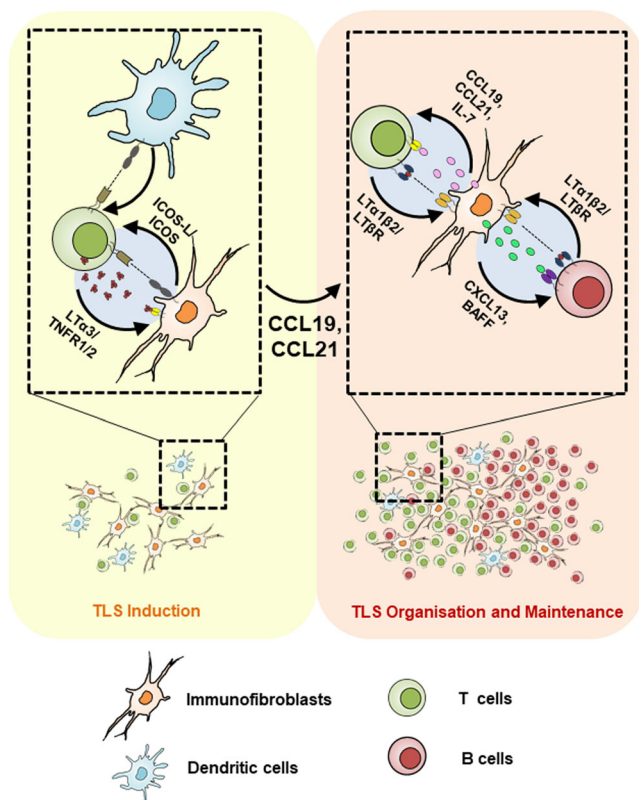 ICOS-L/
ICOS
LTα3/
TNFR1/2
CCL19,
CCL21
CCL19,
CCL21,
IL-7
LTα1β2/
LTβR
LTα1β2/
LTβR
CXCL13,
BAFF
TLS Induction
TLS Organisation and Maintenance
Immunofibroblasts
T cells
Dendritic cells
B cells